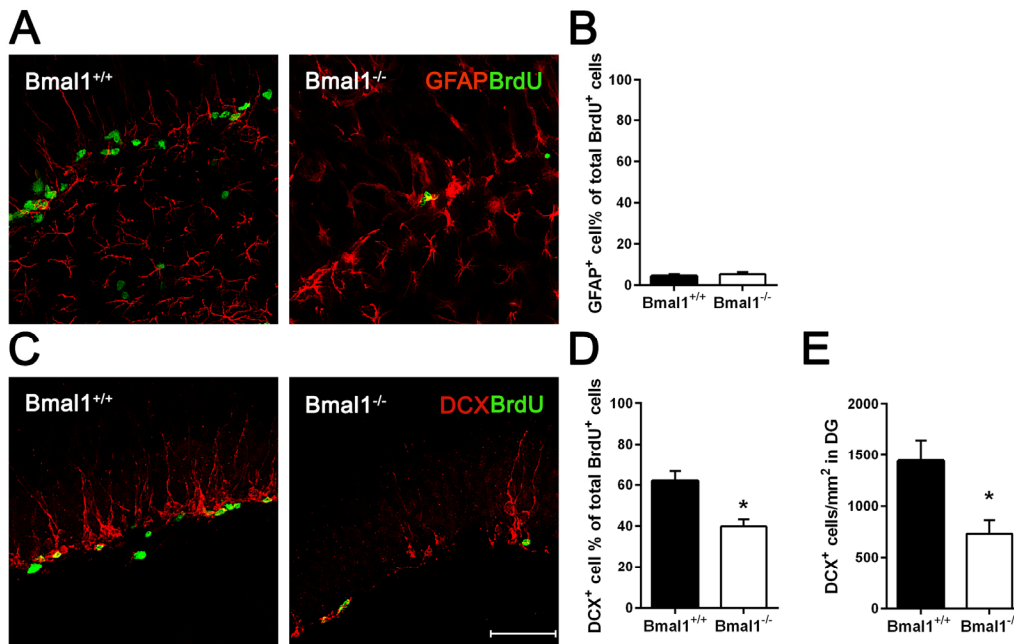 A
Bmal1+/+
Bmal1-/-
GFAPBrdU
B
GFAP+ cell% of total BrdU+ cells
100
80
60
40
20
0
Bmal1+/+
Bmal1-/-
C
Bmal1+/+
Bmal1-/-
DCXBrdU
D
DCX+ cell % of total BrdU+ cells
100
80
60
40
20
0
*
Bmal1+/+
Bmal1-/-
E
DCX+ cells/mm2 in DG
2000
1500
1000
500
0
*
Bmal1+/+
Bmal1-/